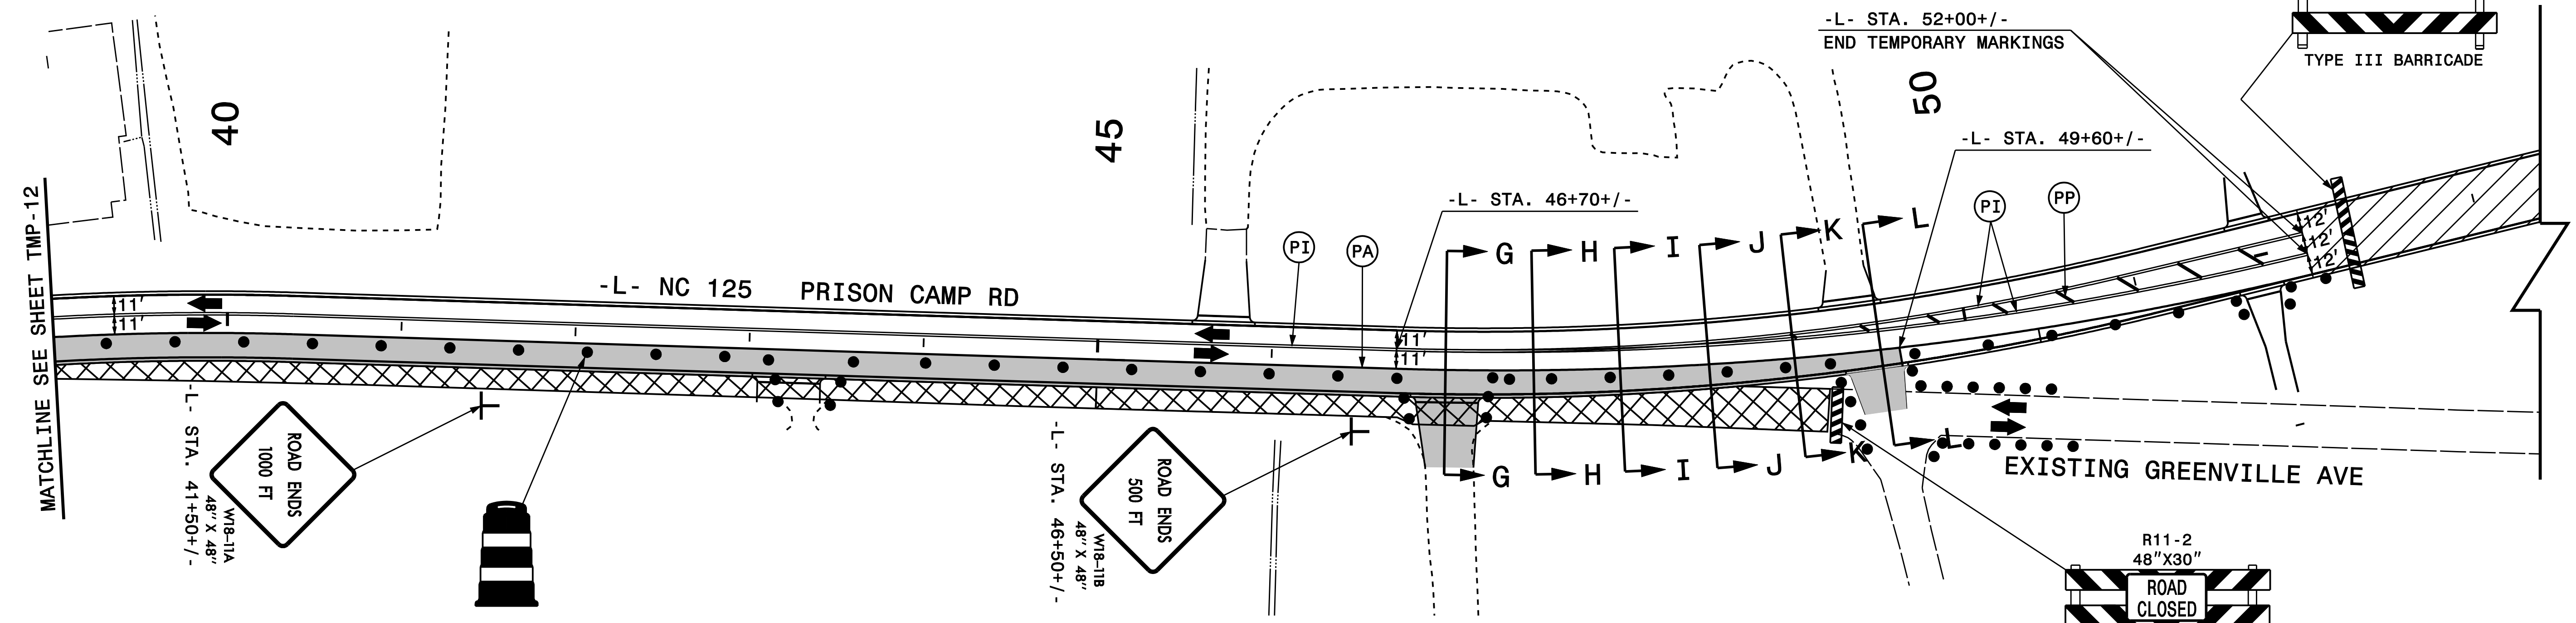 -L- STA. 52+00+/-
END TEMPORARY MARKINGS
TYPE III BARRICADE
40
45
50
-L- STA. 49+60+/-
-L- STA. 46+70+/-
PI
PP
PI
PA
G
H
I
J
K
L
12'
12'
12'
MATCHLINE SEE SHEET TMP-12
-L- NC 125 PRISON CAMP RD
11'
11'
11'
11'
G
H
I
J
K
L
EXISTING GREENVILLE AVE
-L- STA. 41+50+/-
W18-11A
48" X 48"
ROAD ENDS
1000 FT
-L- STA. 46+50+/-
W18-11B
48" X 48"
ROAD ENDS
500 FT
R11-2
48"X30"
ROAD
CLOSED